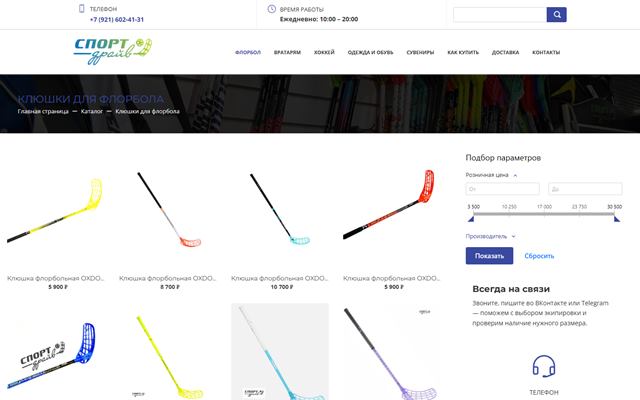 ТЕЛЕФОН
+7 (921) 602-41-31
ВРЕМЯ РАБОТЫ
Ежедневно: 10:00 – 20:00
СПОРТ
драйв
ФЛОРБОЛ
ВРАТАРЯМ
ХОККЕЙ
ОДЕЖДА И ОБУВЬ
СУВЕНИРЫ
КАК КУПИТЬ
ДОСТАВКА
КОНТАКТЫ
КЛЮШКИ ДЛЯ ФЛОРБОЛА
Главная страница — Каталог — Клюшки для флорбола
Клюшка флорбольная OXDO...
5 900 ₽
Клюшка флорбольная OXDO...
8 700 ₽
Клюшка флорбольная OXDO...
10 700 ₽
Клюшка флорбольная OXDO...
5 900 ₽
Подбор параметров
Розничная цена
От
До
3 500 10 250 17 000 23 750 30 500
Производитель
Показать
Сбросить
Всегда на связи
Звоните, пишите во ВКонтакте или Telegram
— поможем с выбором экипировки и
проверим наличие нужного размера.
ТЕЛЕФОН
СПОРТ
драйв